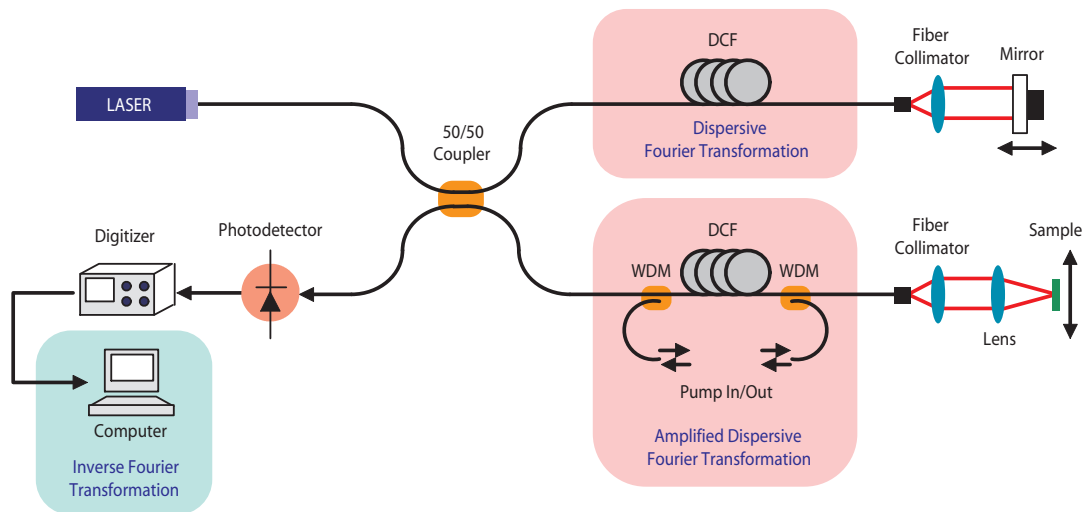 LASER
50/50
Coupler
DCF
Dispersive
Fourier Transformation
Fiber
Collimator
Mirror
Digitizer
Photodetector
DCF
WDM
WDM
Pump In/Out
Amplified Dispersive
Fourier Transformation
Fiber
Collimator
Sample
Lens
Computer
Inverse Fourier
Transformation